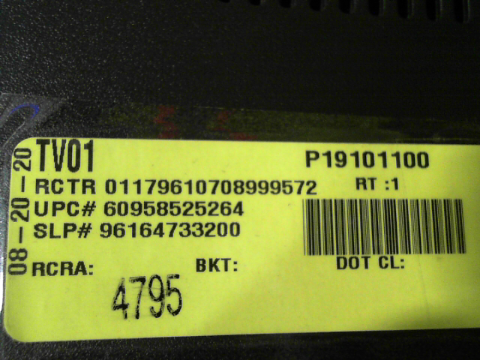 08-20-20
TV01 P19101100
RCTR 01179610708999572 RT :1
UPC# 60958525264
SLP# 96164733200
RCRA: BKT: DOT CL:
4795